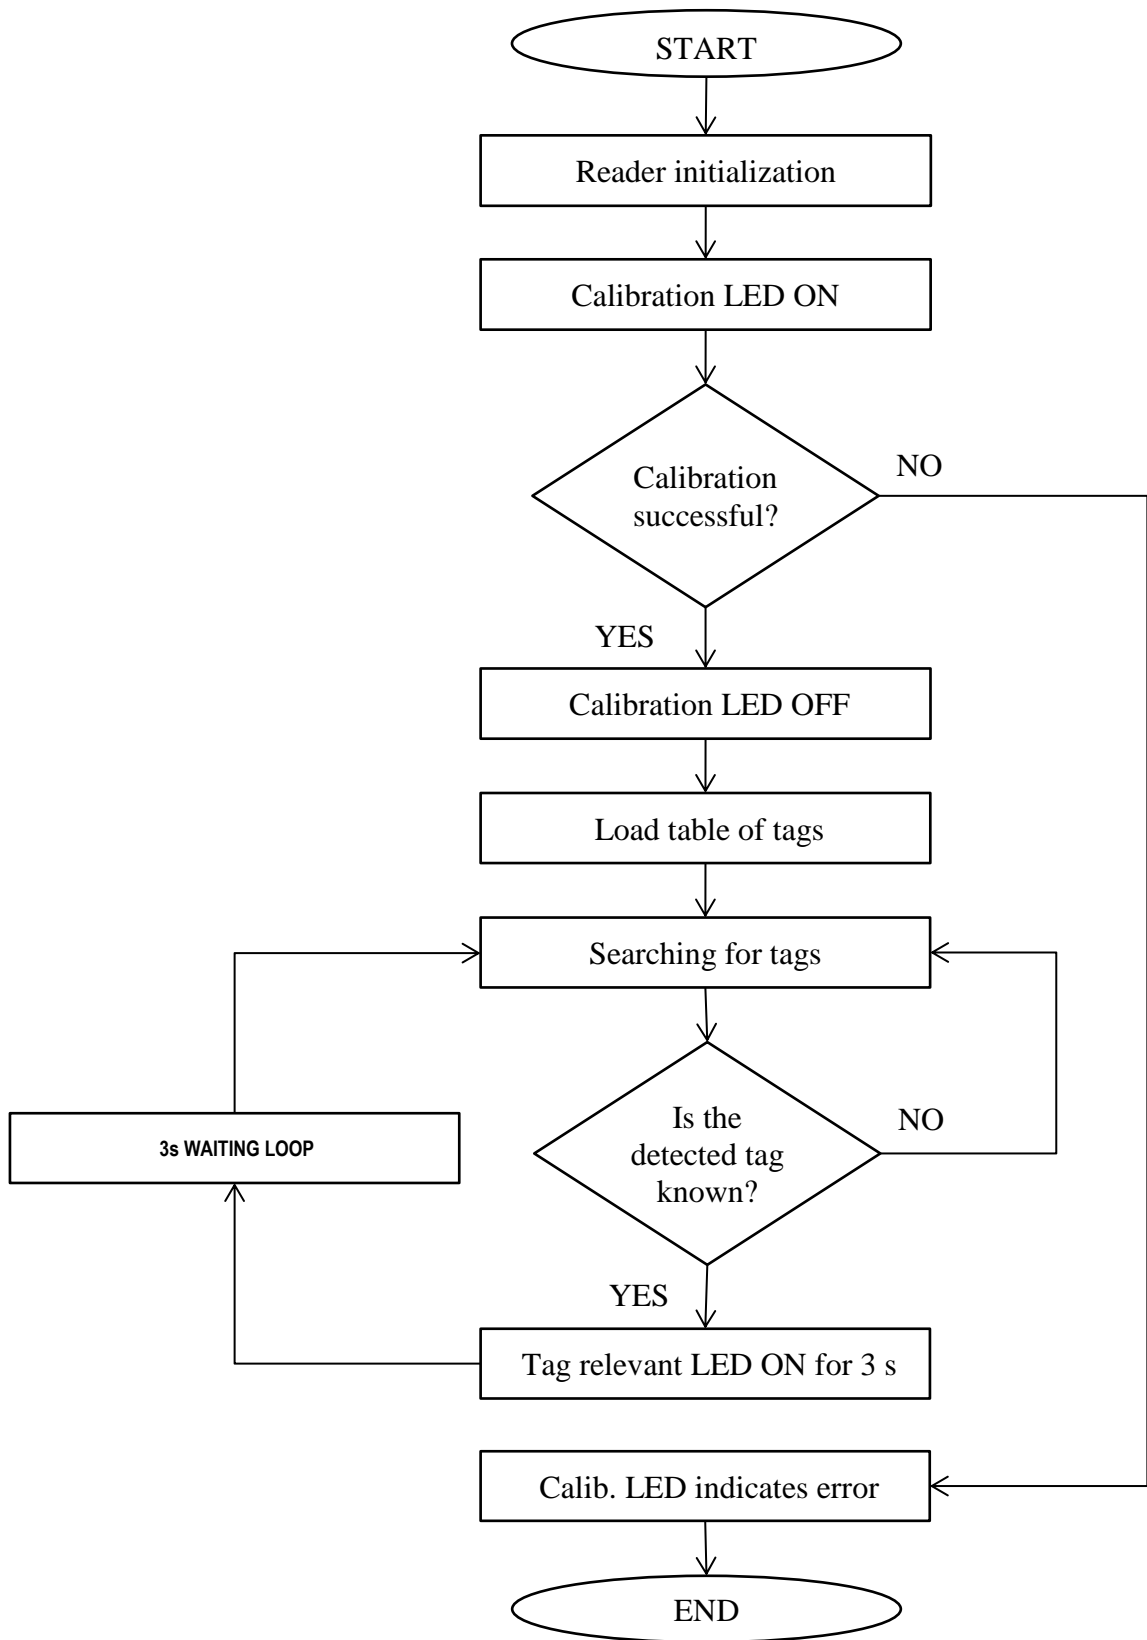 START
Reader initialization
Calibration LED ON
Calibration
successful?
NO
YES
Calibration LED OFF
Load table of tags
Searching for tags
Is the
detected tag
known?
NO
3s WAITING LOOP
YES
Tag relevant LED ON for 3 s
Calib. LED indicates error
END